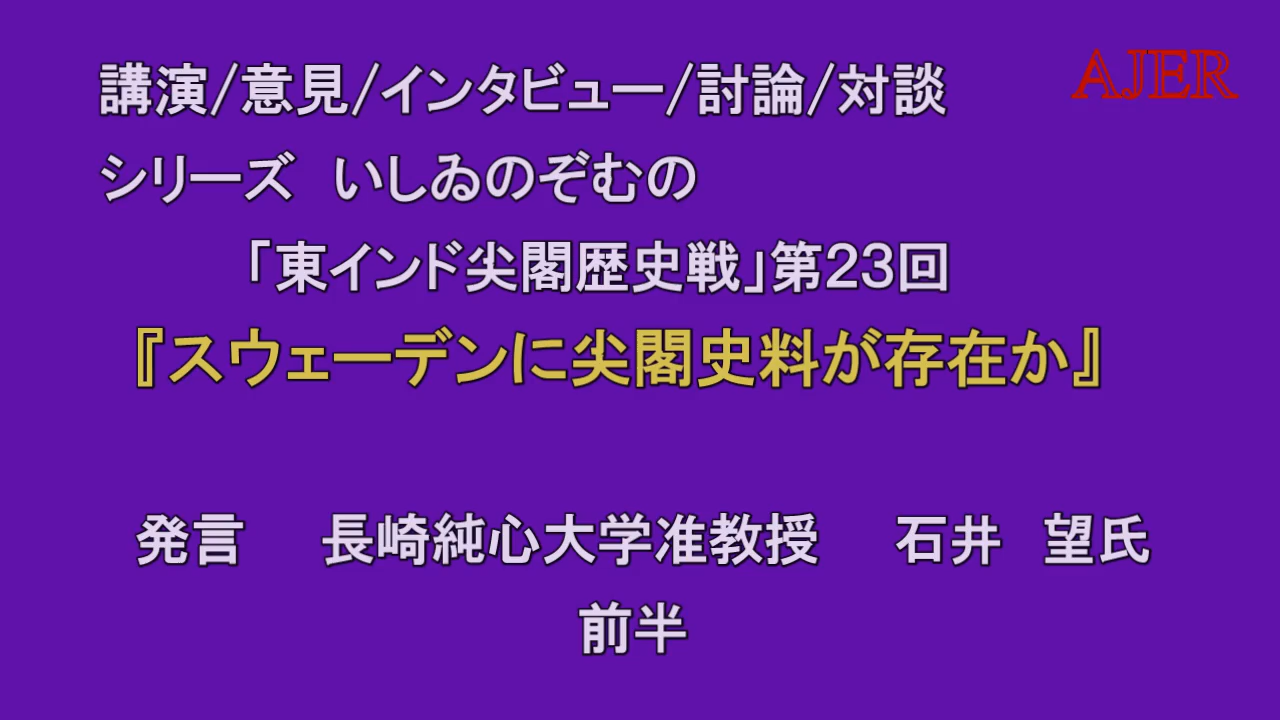 講演/意見/インタビュー/討論/対談
AJER
シリーズ　いしゐのぞむの
「東インド尖閣歴史戦」第23回
『スウェーデンに尖閣史料が存在か』
発言　長崎純心大学准教授　石井　望氏
前半